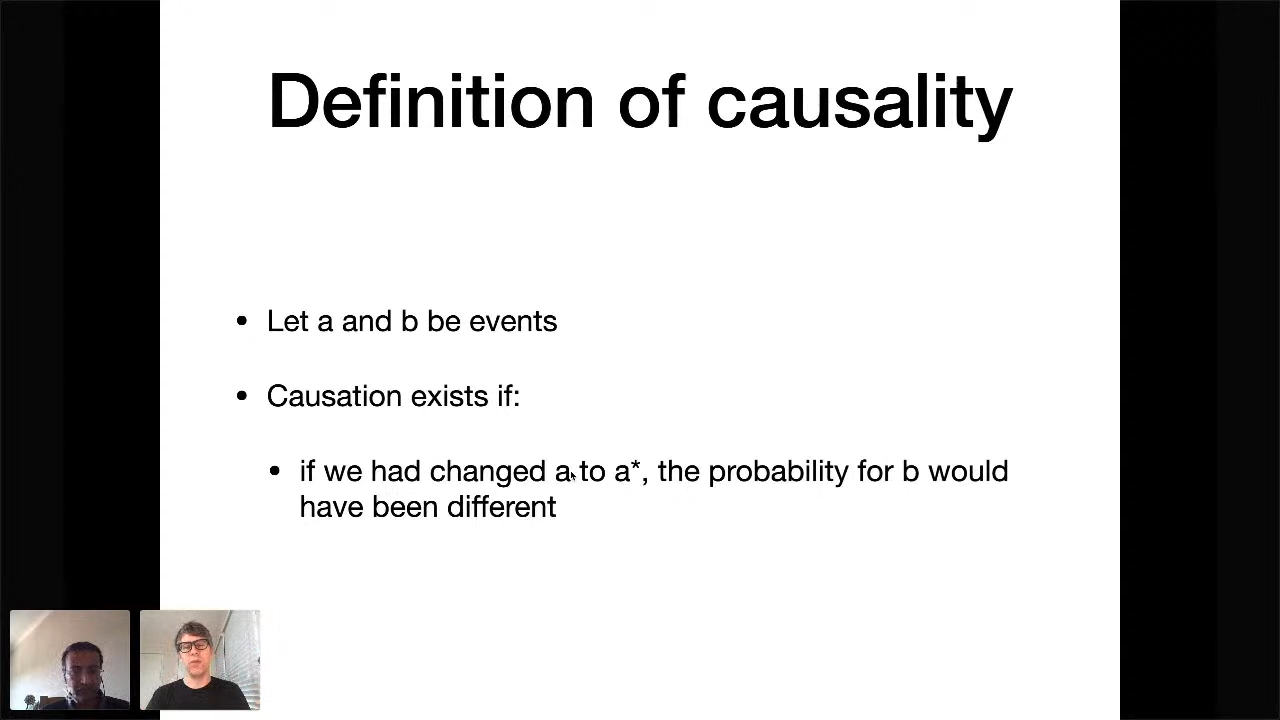 Definition of causality
• Let a and b be events
• Causation exists if:
• if we had changed a to a*, the probability for b would
have been different